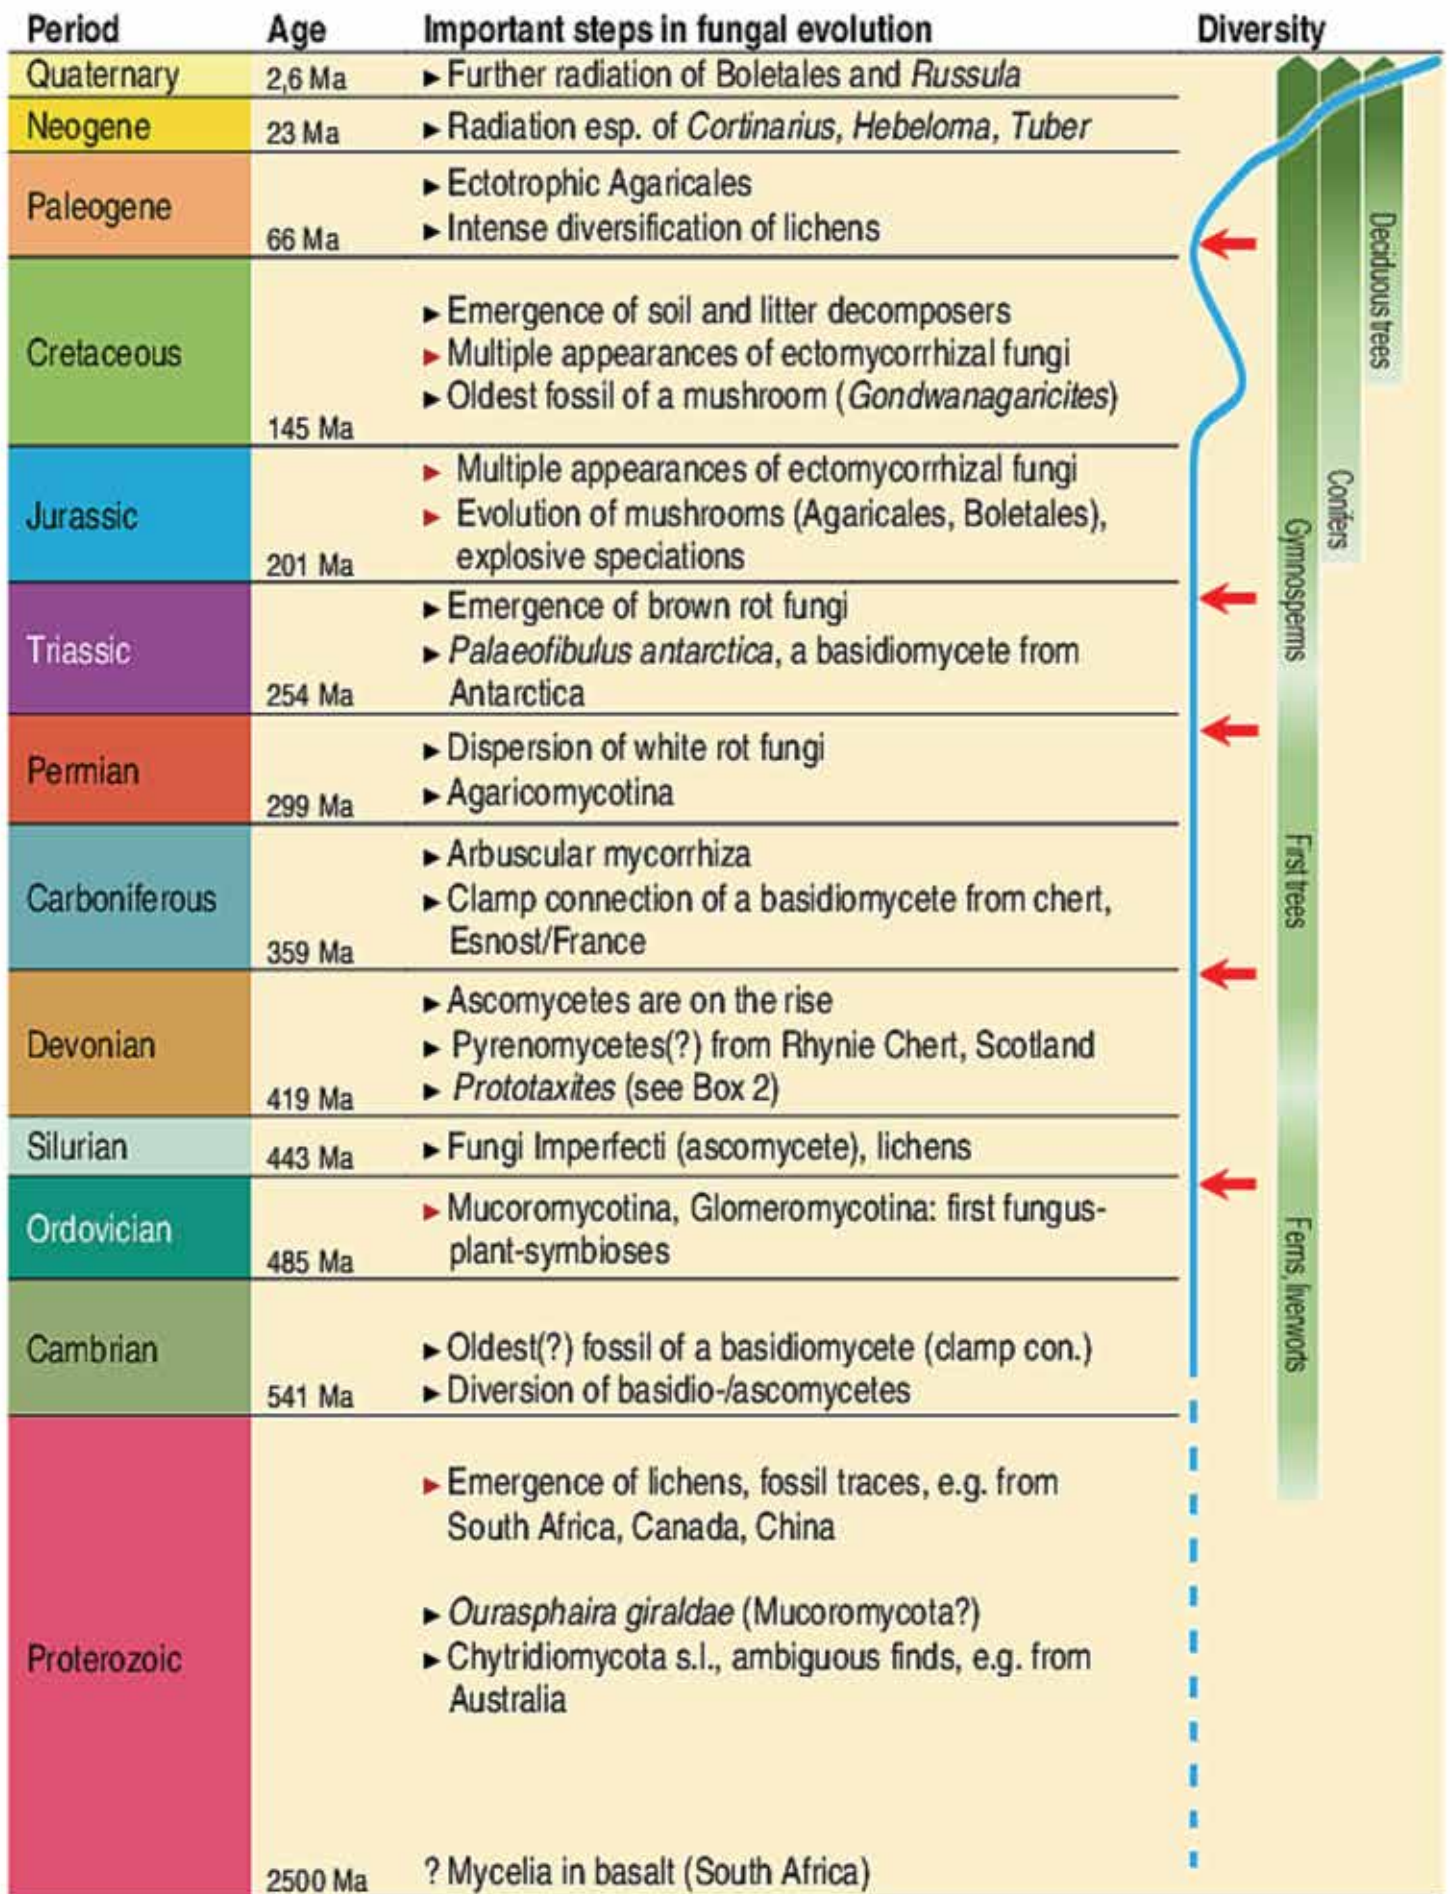 Period Age Important steps in fungal evolution Diversity
Quaternary 2,6 Ma ►Further radiation of Boletales and Russula
Neogene 23 Ma ►Radiation esp. of Cortinarius, Hebeloma, Tuber
Paleogene 66 Ma ►Ectotrophic Agaricales
►Intense diversification of lichens
Cretaceous 145 Ma ►Emergence of soil and litter decomposers
►Multiple appearances of ectomycorrhizal fungi
►Oldest fossil of a mushroom (Gondwanagaricites)
Jurassic 201 Ma ► Multiple appearances of ectomycorrhizal fungi
► Evolution of mushrooms (Agaricales, Boletales),
explosive speciations
Triassic 254 Ma ►Emergence of brown rot fungi
►Palaeofibulus antarctica, a basidiomycete from
Antarctica
Permian 299 Ma ►Dispersion of white rot fungi
►Agaricomycotina
Carboniferous 359 Ma ►Arbuscular mycorrhiza
►Clamp connection of a basidiomycete from chert,
Esnost/France
Devonian 419 Ma ►Ascomycetes are on the rise
► Pyrenomycetes(?) from Rhynie Chert, Scotland
► Prototaxites (see Box 2)
Silurian 443 Ma ►Fungi Imperfecti (ascomycete), lichens
Ordovician 485 Ma ►Mucoromycotina, Glomeromycotina: first fungus-
plant-symbioses
Cambrian 541 Ma ►Oldest(?) fossil of a basidiomycete (clamp con.)
►Diversion of basidio-/ascomycetes
Proterozoic 2500 Ma ►Emergence of lichens, fossil traces, e.g. from
South Africa, Canada, China
►Ourasphaira giraldae (Mucoromycota?)
►Chytridiomycota s.l., ambiguous finds, e.g. from
Australia
? Mycelia in basalt (South Africa)
Deciduous trees
Conifers
Gymnosperms
First trees
Ferns, liverworts